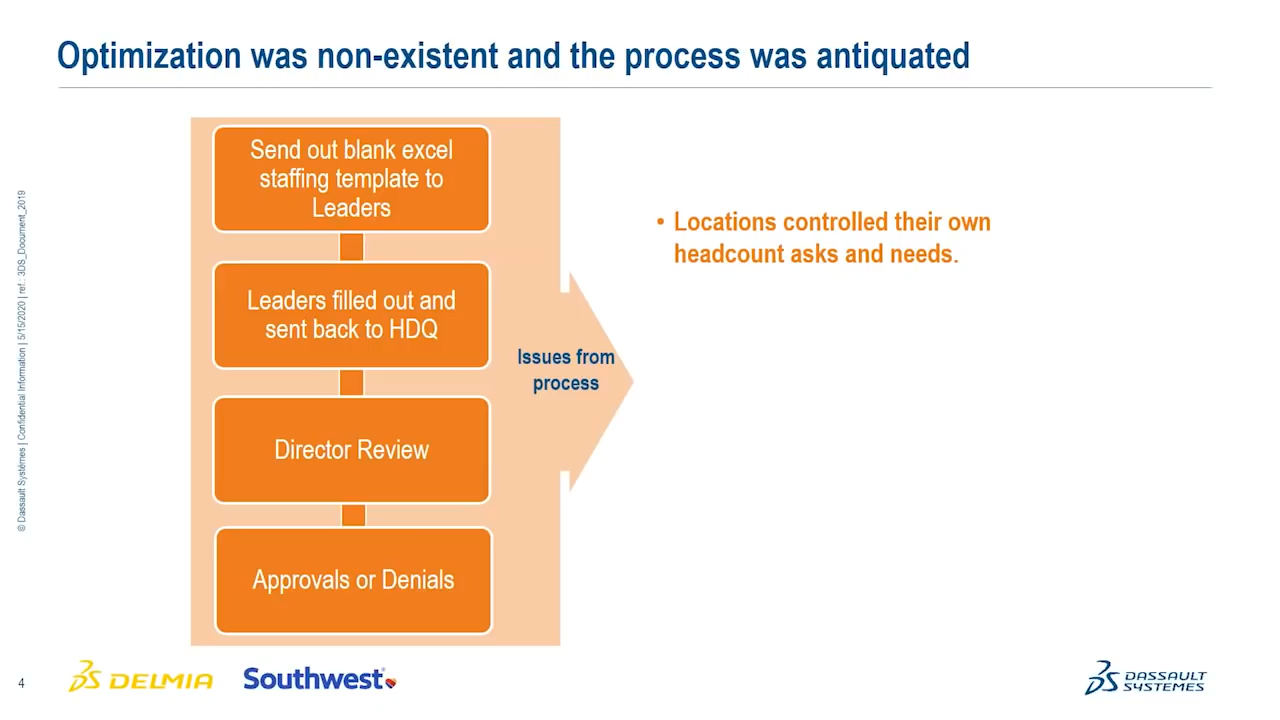 Optimization was non-existent and the process was antiquated
Send out blank excel
staffing template to
Leaders
Leaders filled out and
sent back to HDQ
Director Review
Approvals or Denials
Issues from
process
• Locations controlled their own
headcount asks and needs.
© Dassault Systèmes | Confidential Information | 5/15/2020 | ref.: 3DS_Document_2019
4
DELMIA
Southwest®
DASSAULT
SYSTEMES